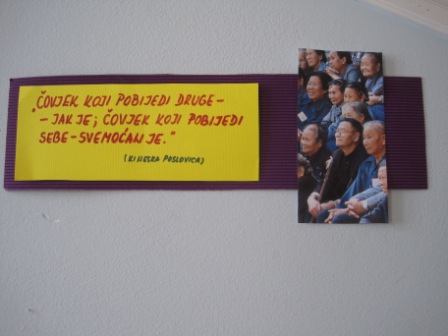 „ČOVJEK KOJI POBIJEDI DRUGE -
- JAK JE; ČOVJEK KOJI POBIJEDI
SEBE - SVEMOĆAN JE."
(KINESKA POSLOVICA)